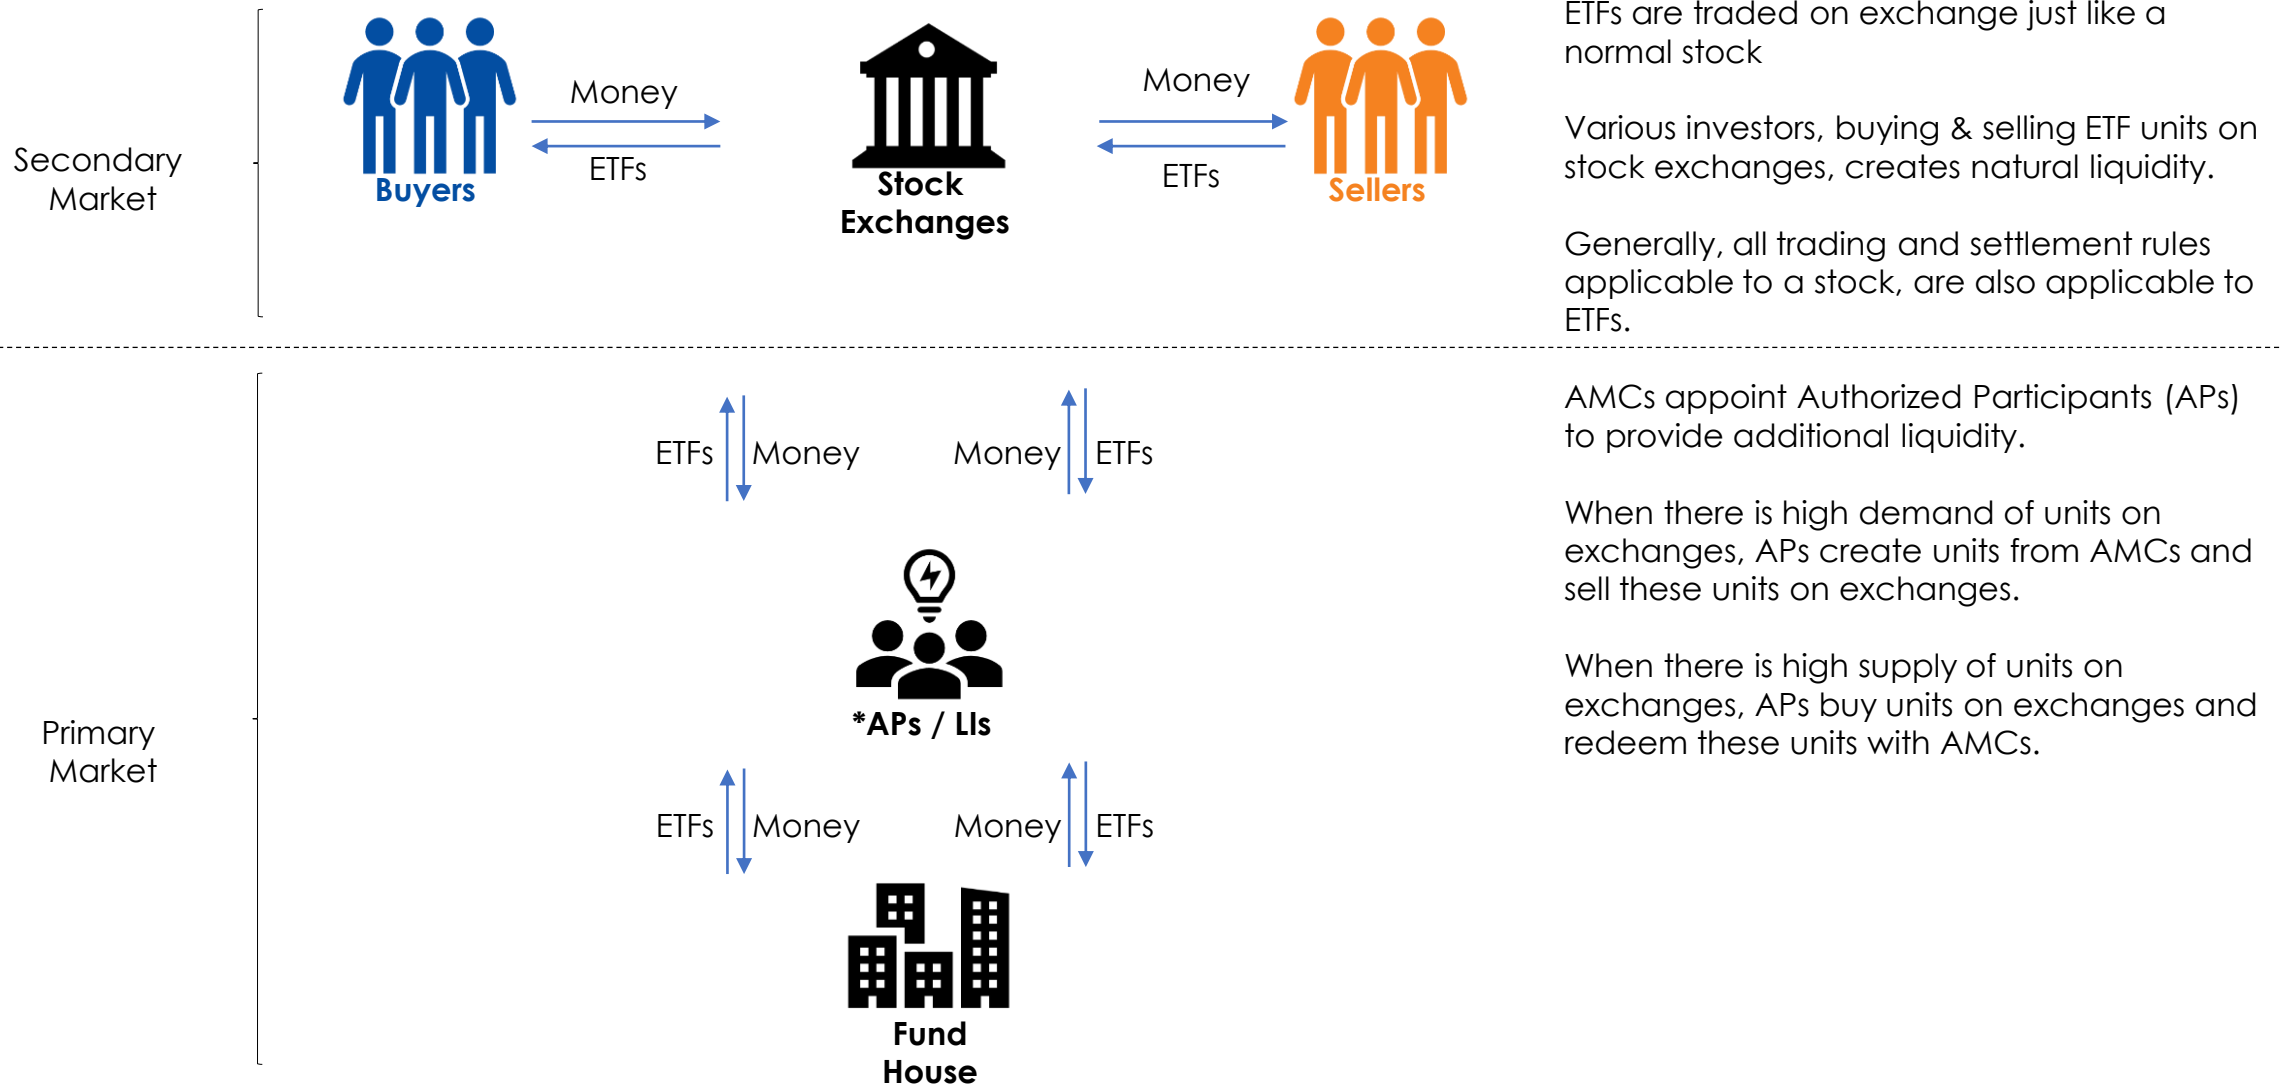 Secondary
Market
Money
ETFs
Buyers
Stock
Exchanges
Money
ETFs
Sellers
ETFs are traded on exchange just like a
normal stock
Various investors, buying & selling ETF units on
stock exchanges, creates natural liquidity.
Generally, all trading and settlement rules
applicable to a stock, are also applicable to
ETFs.
Primary
Market
ETFs
Money
Money
ETFs
*APs / LIs
ETFs
Money
Money
ETFs
Fund
House
AMCs appoint Authorized Participants (APs)
to provide additional liquidity.
When there is high demand of units on
exchanges, APs create units from AMCs and
sell these units on exchanges.
When there is high supply of units on
exchanges, APs buy units on exchanges and
redeem these units with AMCs.